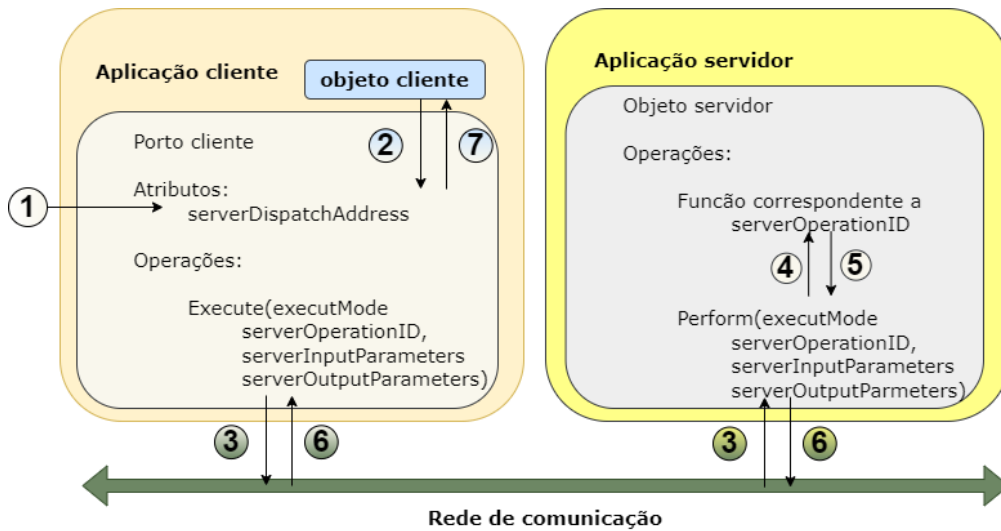 Aplicação cliente
objeto cliente
2
7
Porto cliente
1
Atributos:
serverDispatchAddress
Operações:
Execute(executMode
serverOperationID,
serverInputParameters
serverOutputParameters)
3
6
Aplicação servidor
Objeto servidor
Operações:
Funcão correspondente a
serverOperationID
4
5
Perform(executMode
serverOperationID,
serverInputParameters
serverOutputParmeters)
3
6
Rede de comunicação